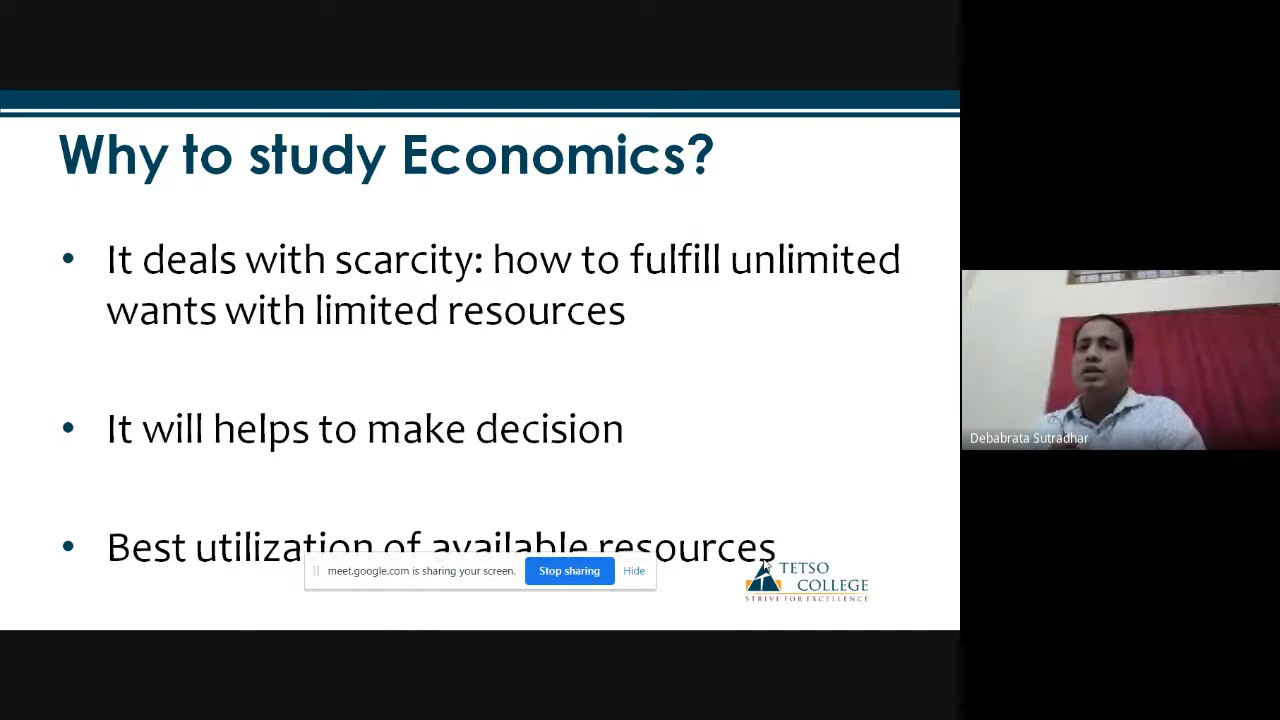 Why to study Economics?
• It deals with scarcity: how to fulfill unlimited
wants with limited resources
• It will helps to make decision
• Best utilization of available resources
meet.google.com is sharing your screen.
Stop sharing
Hide
TETSO
COLLEGE
STRIVE FOR EXCELLENCE
Debabrata Sutradhar